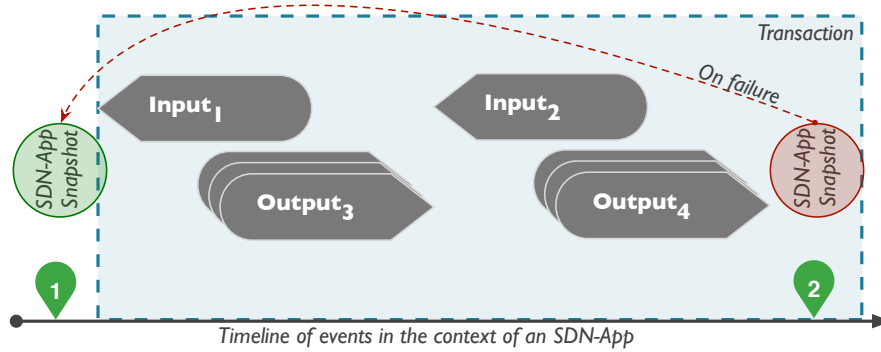 Transaction
On failure
Input1
Input2
SDN-App
Snapshot
SDN-App
Snapshot
Output3
Output4
1
2
Timeline of events in the context of an SDN-App